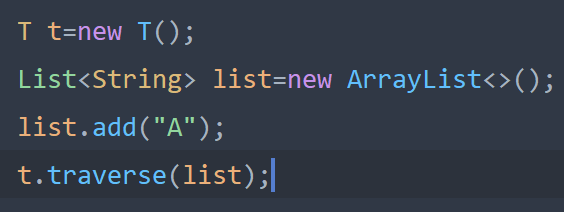 T t=new T();
List<String> list=new ArrayList<>();
list.add("A");
t.traverse(list);